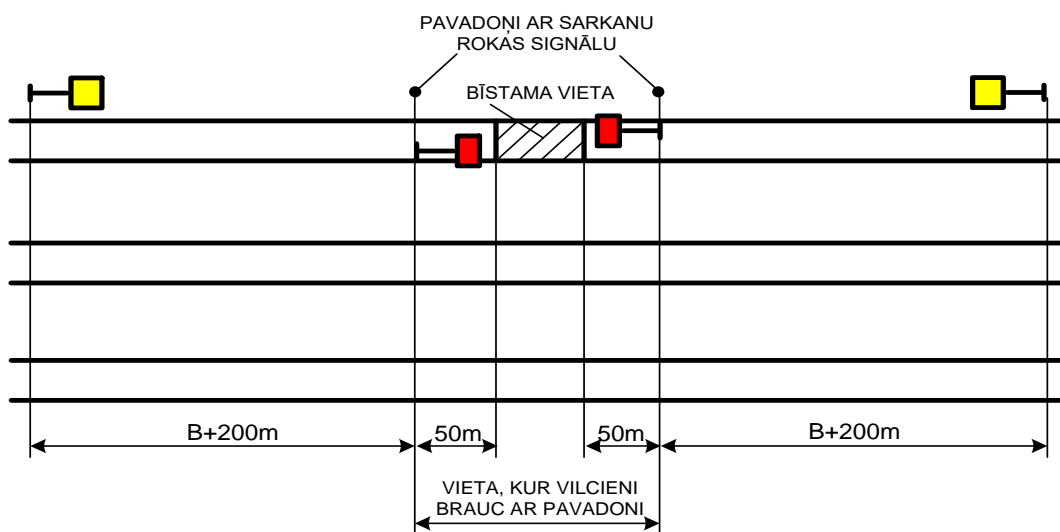 PAVADOŅI AR SARKANU
ROKAS SIGNĀLU
BĪSTAMA VIETA
B+200m
50m
50m
B+200m
VIETA, KUR VILCIENI
BRAUC AR PAVADONI